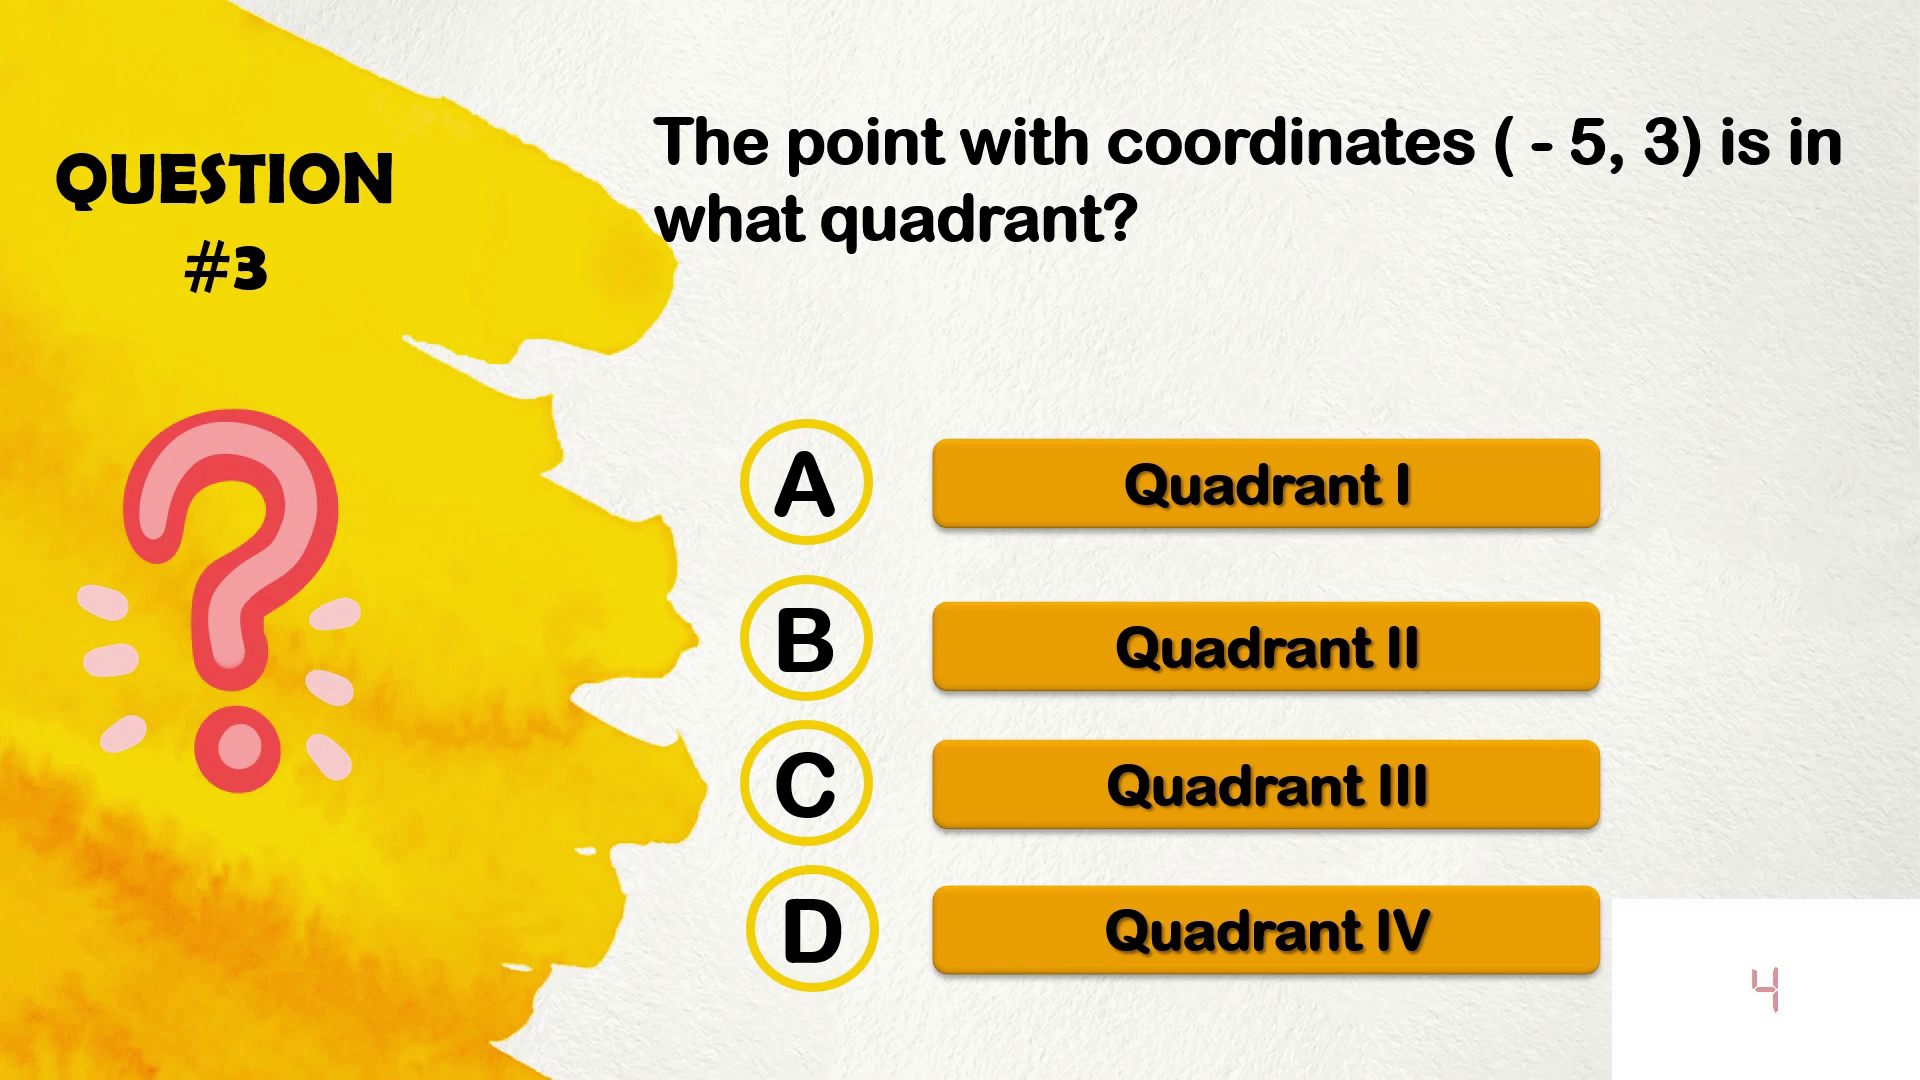 QUESTION
#3
The point with coordinates ( - 5, 3) is in
what quadrant?
A
Quadrant I
B
Quadrant II
C
Quadrant III
D
Quadrant IV
4